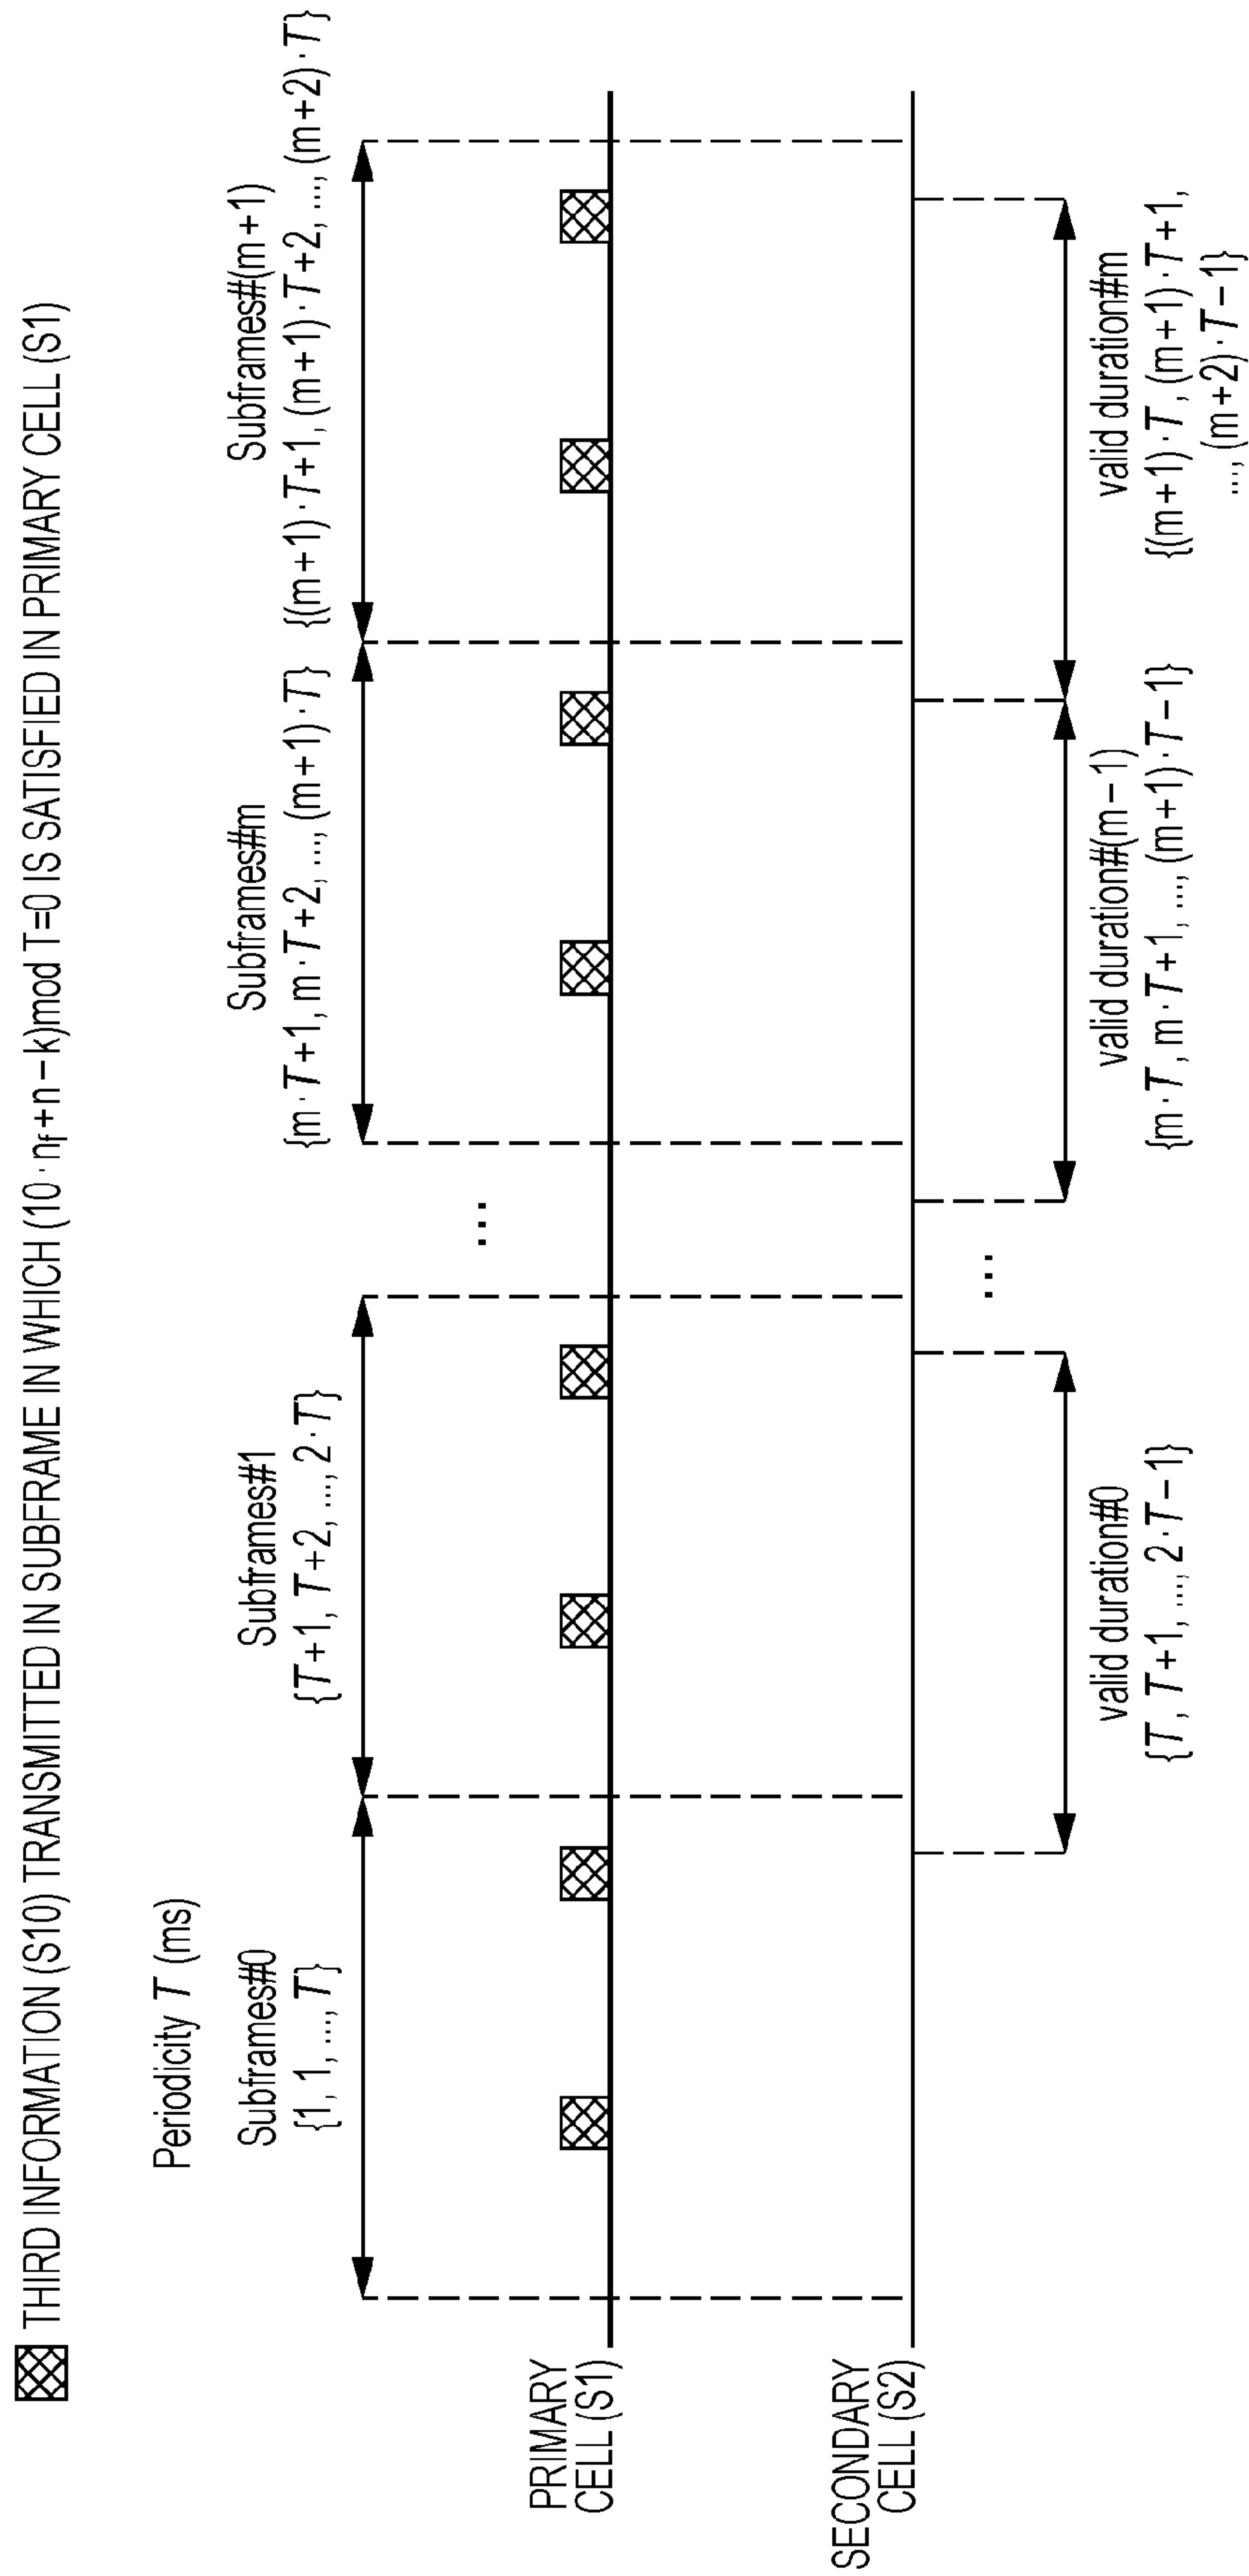 THIRD INFORMATION (S10) TRANSMITTED IN SUBFRAME IN WHICH (10·nf+n−k)mod T=0 IS SATISFIED IN PRIMARY CELL (S1)
Periodicity T (ms)
Subframes#0
{1, 1, ..., T}
Subframes#1
{T+1, T+2, ..., 2·T}
...
Subframes#m
{m·T+1, m·T+2, ..., (m+1)·T}
Subframes#(m+1)
{(m+1)·T+1, (m+1)·T+2, ..., (m+2)·T}
PRIMARY
CELL (S1)
SECONDARY
CELL (S2)
valid duration#0
{T, T+1, ..., 2·T−1}
...
valid duration#(m−1)
{m·T, m·T+1, ..., (m+1)·T−1}
valid duration#m
{(m+1)·T, (m+1)·T+1,
..., (m+2)·T−1}